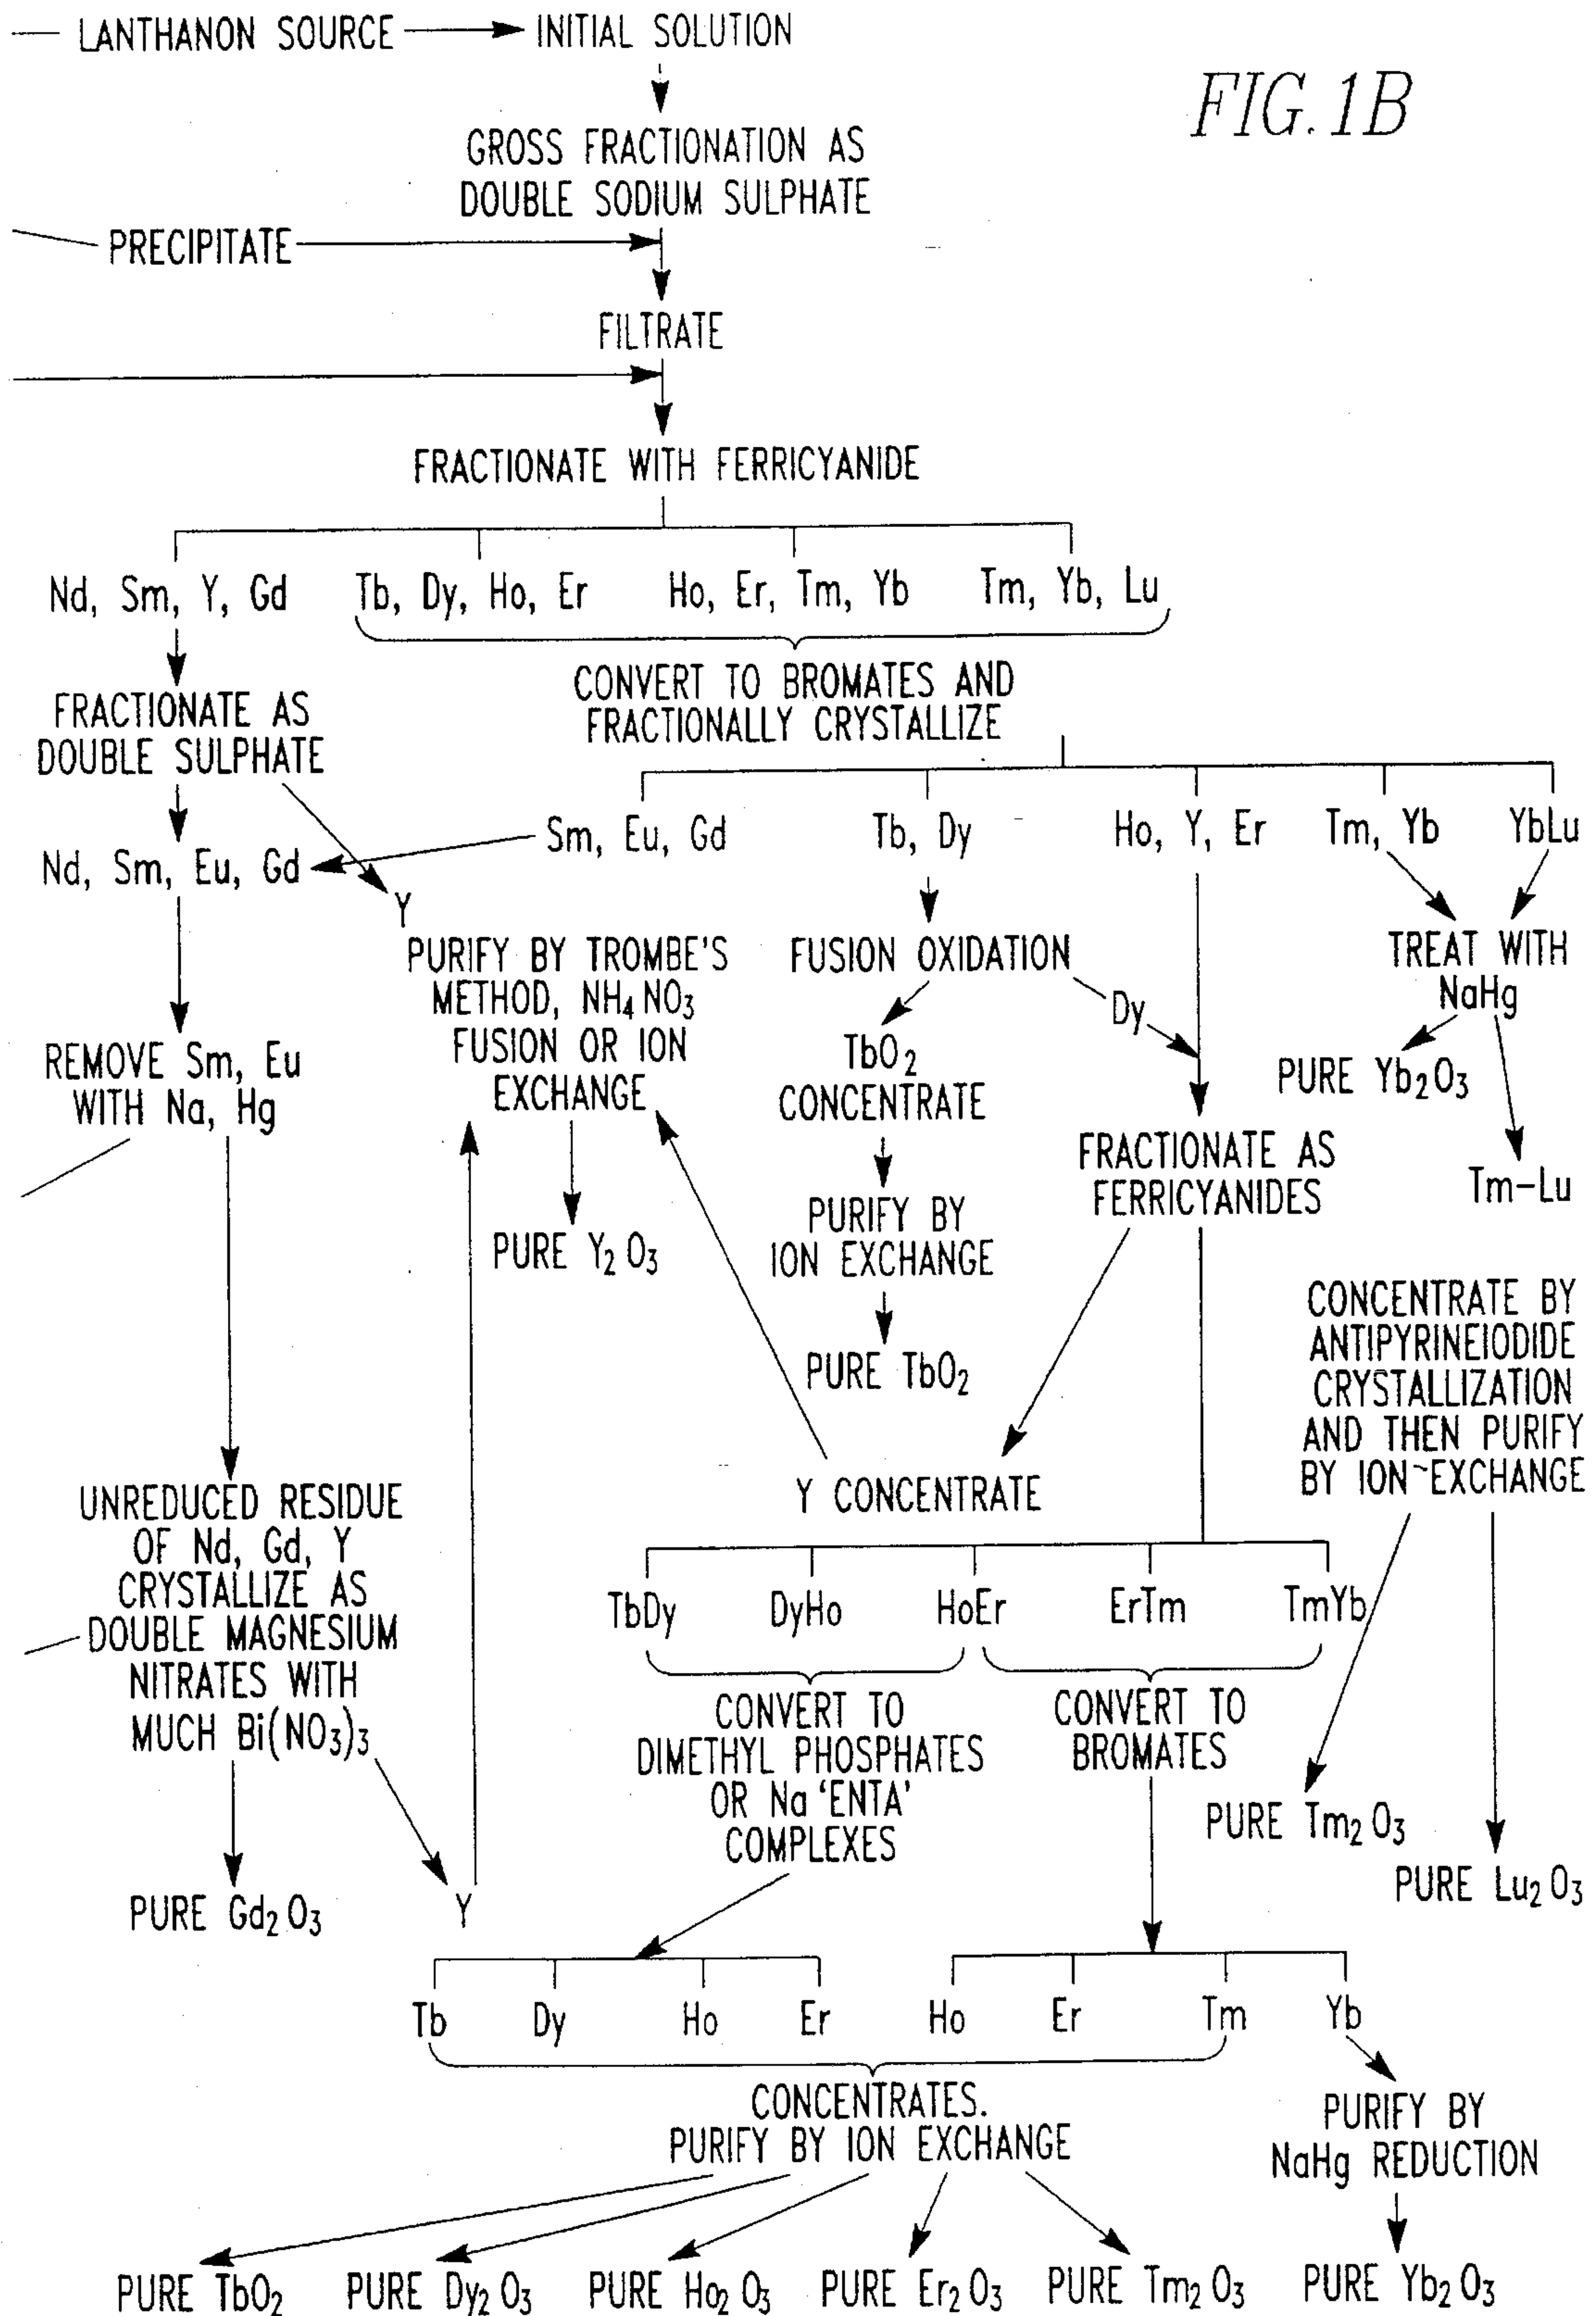 LANTHANON SOURCE INITIAL SOLUTION
FIG.1B
GROSS FRACTIONATION AS
DOUBLE SODIUM SULPHATE
PRECIPITATE
FILTRATE
FRACTIONATE WITH FERRICYANIDE
Nd, Sm, Y, Gd Tb, Dy, Ho, Er Ho, Er, Tm, Yb Tm, Yb, Lu
CONVERT TO BROMATES AND
FRACTIONALLY CRYSTALLIZE
FRACTIONATE AS
DOUBLE SULPHATE
Sm, Eu, Gd Tb, Dy Ho, Y, Er Tm, Yb YbLu
Nd, Sm, Eu, Gd
Y
PURIFY BY TROMBE'S
METHOD, NH₄NO₃
FUSION OR ION
EXCHANGE
FUSION OXIDATION
Dy
TREAT WITH
NaHg
REMOVE Sm, Eu
WITH Na, Hg
TbO₂
CONCENTRATE
PURE Yb₂O₃
FRACTIONATE AS
FERRICYANIDES
Tm-Lu
PURE Y₂O₃
PURIFY BY
ION EXCHANGE
PURE TbO₂
CONCENTRATE BY
ANTIPYRINEIODIDE
CRYSTALLIZATION
AND THEN PURIFY
BY ION-EXCHANGE
Y CONCENTRATE
UNREDUCED RESIDUE
OF Nd, Gd, Y
CRYSTALLIZE AS
DOUBLE MAGNESIUM
NITRATES WITH
MUCH Bi(NO₃)₃
TbDy DyHo HoEr ErTm TmYb
CONVERT TO
DIMETHYL PHOSPHATES
OR Na 'ENTA'
COMPLEXES
CONVERT TO
BROMATES
PURE Tm₂O₃
PURE Lu₂O₃
PURE Gd₂O₃
Y
Tb Dy Ho Er Ho Er Tm Yb
CONCENTRATES.
PURIFY BY ION EXCHANGE
PURIFY BY
NaHg REDUCTION
PURE TbO₂ PURE Dy₂O₃ PURE Ho₂O₃ PURE Er₂O₃ PURE Tm₂O₃ PURE Yb₂O₃